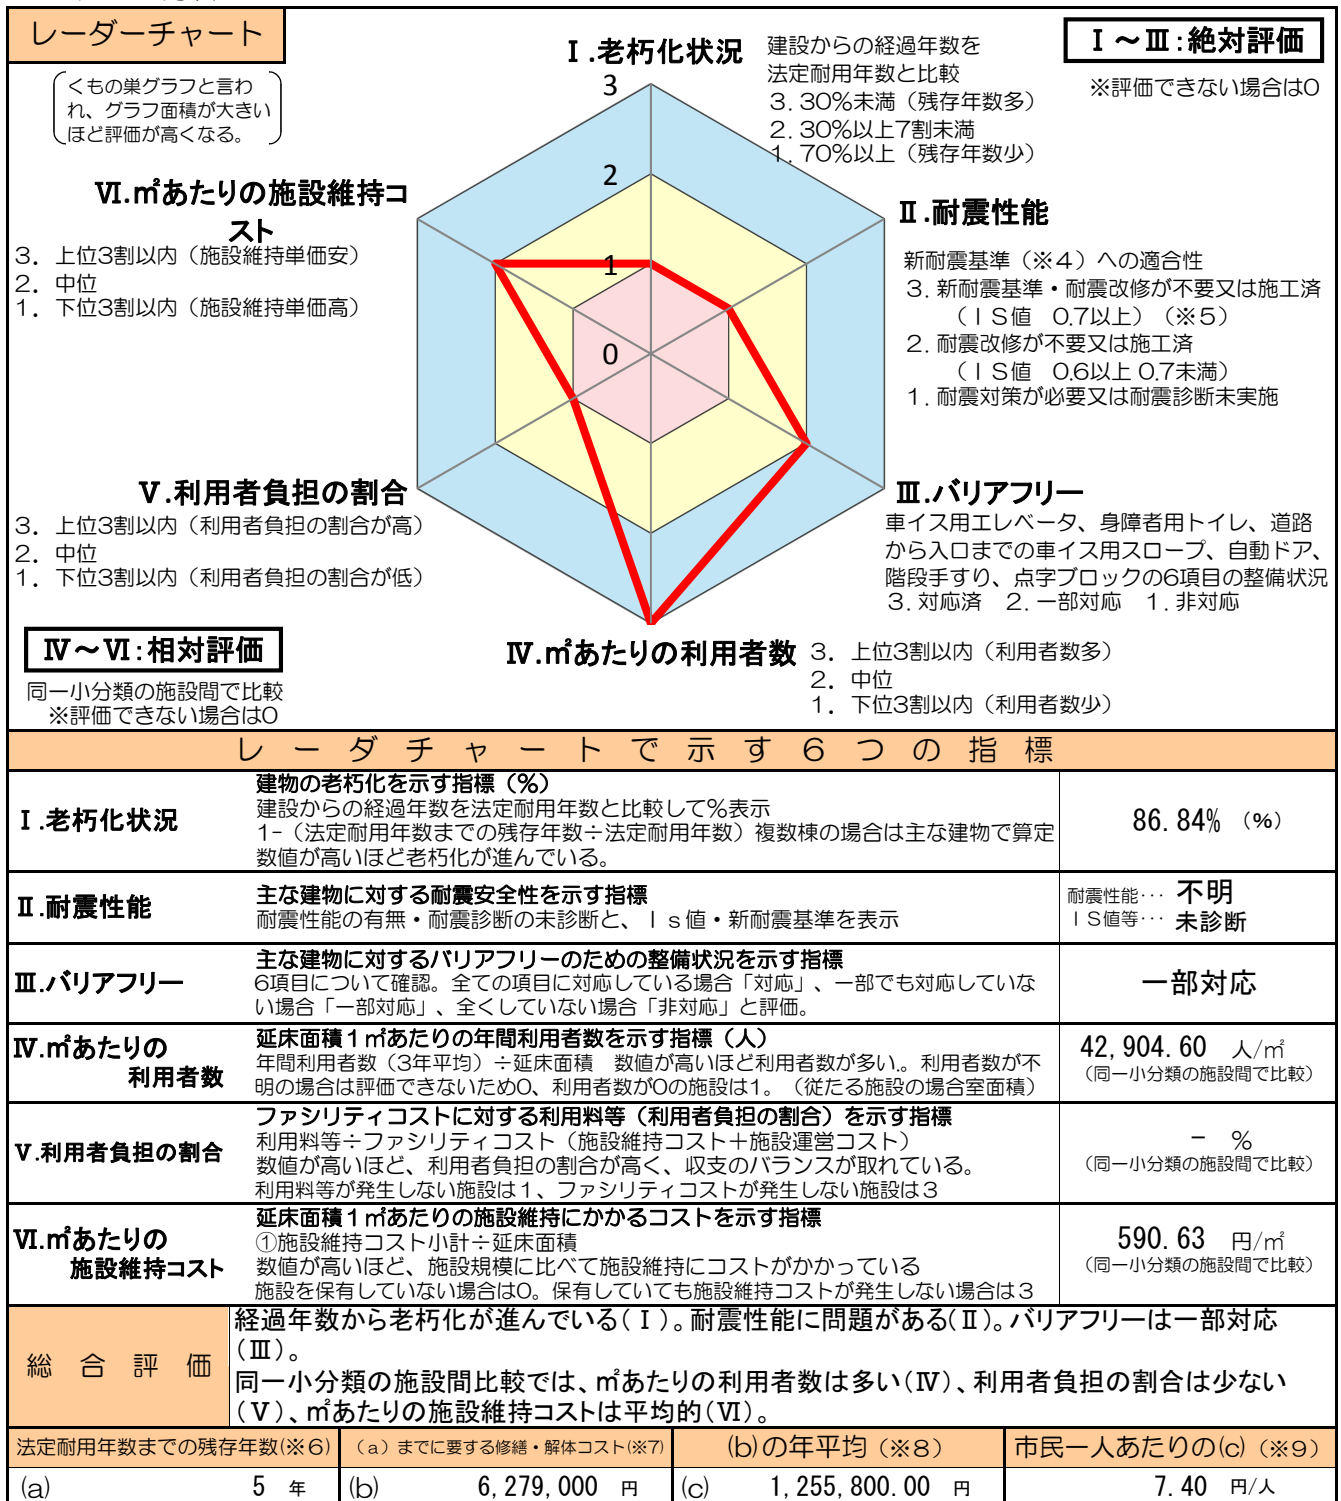 レーダーチャート
くもの巣グラフと言わ
れ、グラフ面積が大きい
ほど評価が高くなる。
Ⅰ～Ⅲ:絶対評価
※評価できない場合は0
Ⅰ.老朽化状況
建設からの経過年数を
法定耐用年数と比較
3. 30%未満（残存年数多）
2. 30%以上7割未満
1. 70%以上（残存年数少）
3
2
1
0
Ⅵ.㎡あたりの施設維持コ
スト
3. 上位3割以内（施設維持単価安）
2. 中位
1. 下位3割以内（施設維持単価高）
Ⅱ.耐震性能
新耐震基準（※4）への適合性
3. 新耐震基準・耐震改修が不要又は施工済
（ＩＳ値 0.7以上）（※5）
2. 耐震改修が不要又は施工済
（ＩＳ値 0.6以上 0.7未満）
1. 耐震対策が必要又は耐震診断未実施
Ⅴ.利用者負担の割合
3. 上位3割以内（利用者負担の割合が高）
2. 中位
1. 下位3割以内（利用者負担の割合が低）
Ⅲ.バリアフリー
車イス用エレベータ、身障者用トイレ、道路
から入口までの車イス用スロープ、自動ドア、
階段手すり、点字ブロックの6項目の整備状況
3. 対応済 2. 一部対応 1. 非対応
Ⅳ～Ⅵ:相対評価
同一小分類の施設間で比較
※評価できない場合は0
Ⅳ.㎡あたりの利用者数
3. 上位3割以内（利用者数多）
2. 中位
1. 下位3割以内（利用者数少）
レーダチャートで示す6つの指標
Ⅰ.老朽化状況
建物の老朽化を示す指標（%）
建設からの経過年数を法定耐用年数と比較して%表示
1-（法定耐用年数までの残存年数÷法定耐用年数）複数棟の場合は主な建物で算定
数値が高いほど老朽化が進んでいる。
86.84% （%）
Ⅱ.耐震性能
主な建物に対する耐震安全性を示す指標
耐震性能の有無・耐震診断の未診断と、Ｉｓ値・新耐震基準を表示
耐震性能… 不明
ＩＳ値等… 未診断
Ⅲ.バリアフリー
主な建物に対するバリアフリーのための整備状況を示す指標
6項目について確認。全ての項目に対応している場合「対応」、一部でも対応していな
い場合「一部対応」、全くしていない場合「非対応」と評価。
一部対応
Ⅳ.㎡あたりの
利用者数
延床面積１㎡あたりの年間利用者数を示す指標（人）
年間利用者数（3年平均）÷延床面積 数値が高いほど利用者数が多い。利用者数が不
明の場合は評価できないため0、利用者数が0の施設は1。（従たる施設の場合室面積）
42,904.60 人/㎡
（同一小分類の施設間で比較）
Ⅴ.利用者負担の割合
ファシリティコストに対する利用料等（利用者負担の割合）を示す指標
利用料等÷ファシリティコスト（施設維持コスト＋施設運営コスト）
数値が高いほど、利用者負担の割合が高く、収支のバランスが取れている。
利用料等が発生しない施設は１、ファシリティコストが発生しない施設は３
- %
（同一小分類の施設間で比較）
Ⅵ.㎡あたりの
施設維持コスト
延床面積１㎡あたりの施設維持にかかるコストを示す指標
①施設維持コスト小計÷延床面積
数値が高いほど、施設規模に比べて施設維持にコストがかかっている
施設を保有していない場合は0。保有していても施設維持コストが発生しない場合は３
590.63 円/㎡
（同一小分類の施設間で比較）
総合評価
経過年数から老朽化が進んでいる(Ⅰ)。耐震性能に問題がある(Ⅱ)。バリアフリーは一部対応
(Ⅲ)。
同一小分類の施設間比較では、㎡あたりの利用者数は多い(Ⅳ)、利用者負担の割合は少ない
(Ⅴ)、㎡あたりの施設維持コストは平均的(Ⅵ)。
法定耐用年数までの残存年数(※6) （a）までに要する修繕・解体コスト(※7) (b)の年平均（※8） 市民一人あたりの(c)（※9）
(a) 5 年 (b) 6,279,000 円 (c) 1,255,800.00 円 7.40 円/人